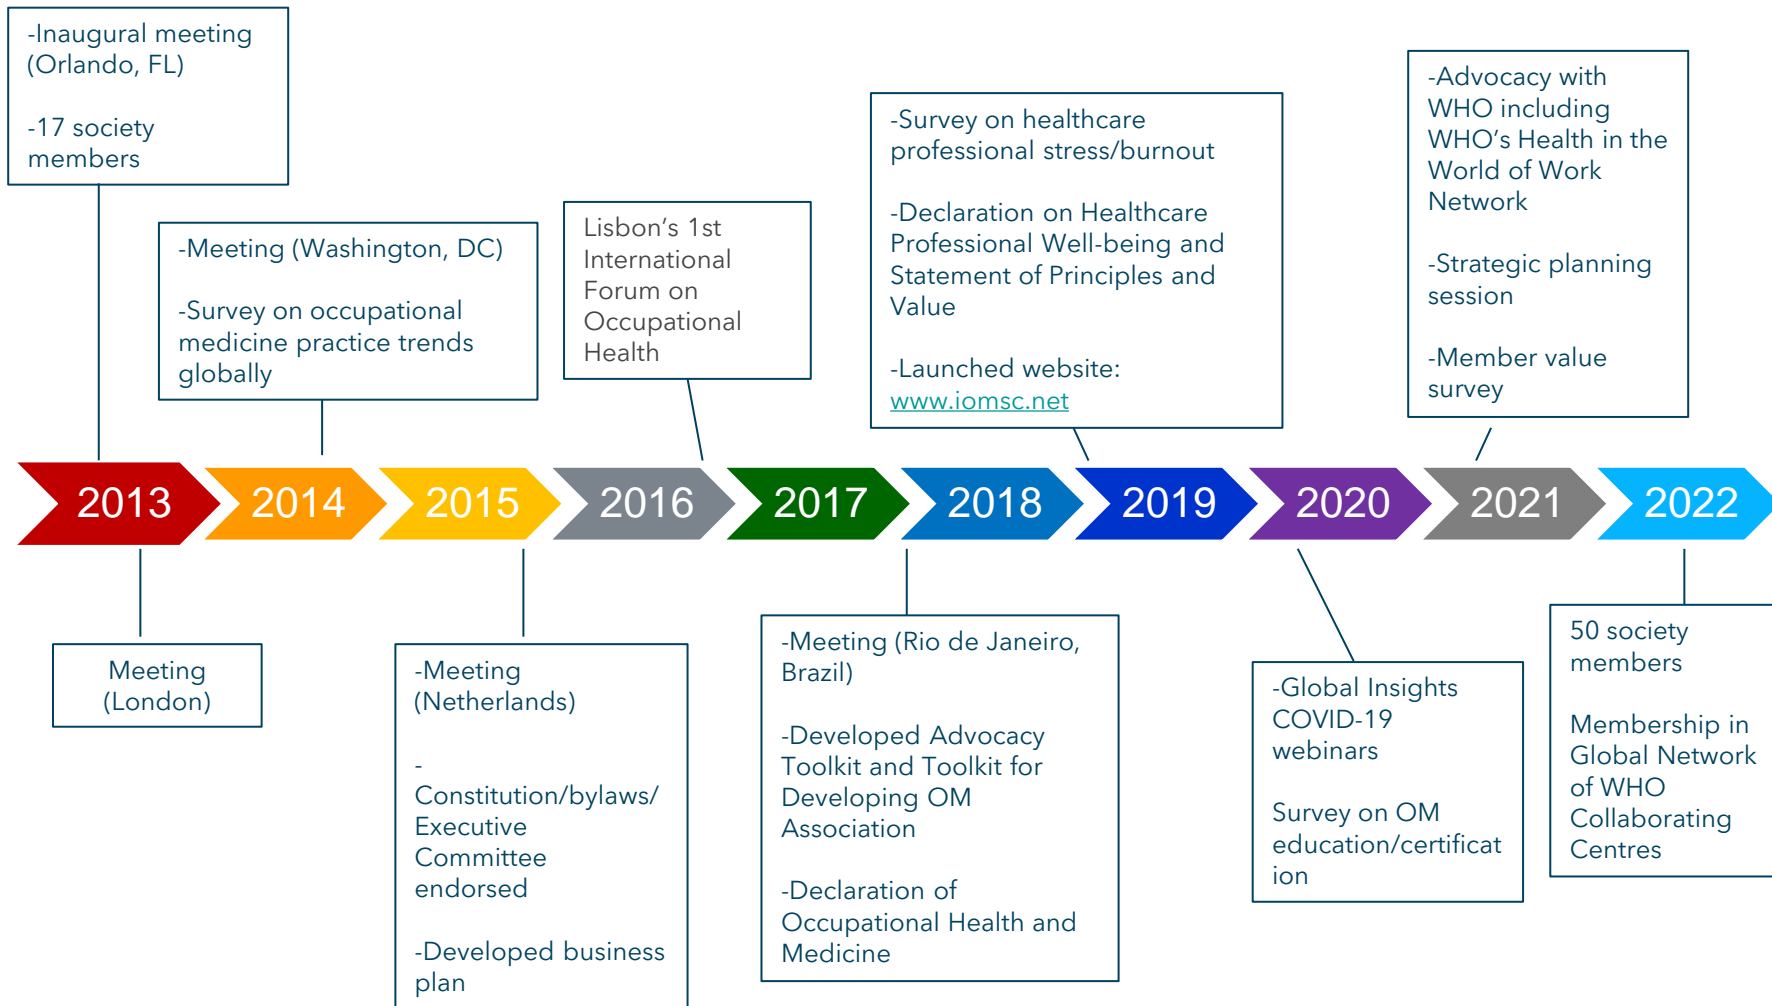 -Inaugural meeting
(Orlando, FL)
-17 society
members
-Meeting (Washington, DC)
-Survey on occupational
medicine practice trends
globally
Lisbon's 1st
International
Forum on
Occupational
Health
-Survey on healthcare
professional stress/burnout
-Declaration on Healthcare
Professional Well-being and
Statement of Principles and
Value
-Launched website:
www.iomsc.net
-Advocacy with
WHO including
WHO's Health in the
World of Work
Network
-Strategic planning
session
-Member value
survey
2013
2014
2015
2016
2017
2018
2019
2020
2021
2022
Meeting
(London)
-Meeting
(Netherlands)
-
Constitution/bylaws/
Executive
Committee
endorsed
-Developed business
plan
-Meeting (Rio de Janeiro,
Brazil)
-Developed Advocacy
Toolkit and Toolkit for
Developing OM
Association
-Declaration of
Occupational Health and
Medicine
-Global Insights
COVID-19
webinars
Survey on OM
education/certificat
ion
50 society
members
Membership in
Global Network
of WHO
Collaborating
Centres